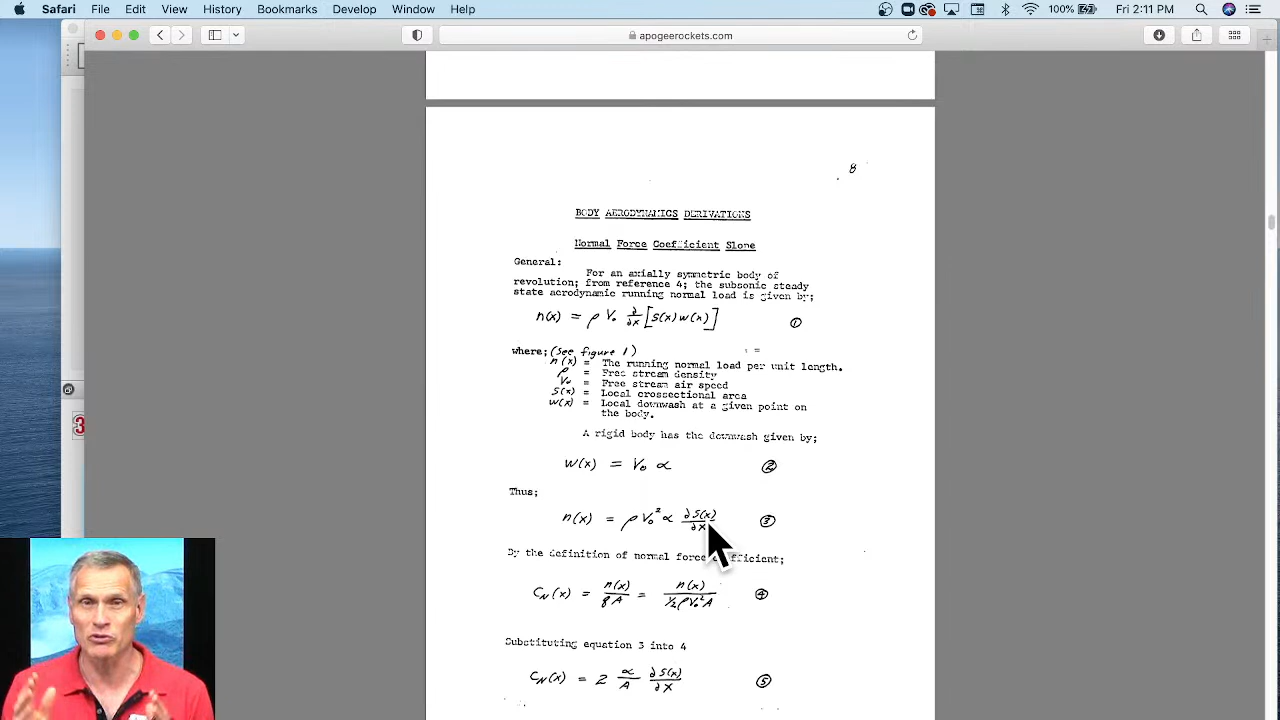 Safari File Edit View History Bookmarks Develop Window Help 100% Fri 2:11 PM
apogeerockets.com
8
BODY AERODYNAMICS DERIVATIONS
Normal Force Coefficient Slope
General:
For an axially symmetric body of
revolution; from reference 4; the subsonic steady
state aerodynamic running normal load is given by;
n(x) = ρ V₀ ∂/∂x [S(x) w(x)] ①
where; (See figure 1)
n(x) = The running normal load per unit length.
ρ = Free stream density
V₀ = Free stream air speed
S(x) = Local crossectional area
w(x) = Local downwash at a given point on
the body.
A rigid body has the downwash given by;
w(x) = V₀ α ②
Thus;
n(x) = ρ V₀² α ∂S(x)/∂x ③
By the definition of normal force
C_N(x) = n(x)/qA = n(x)/½ρV₀²A ④
Substituting equation 3 into 4
C_N(x) = 2 α/A ∂S(x)/∂x ⑤